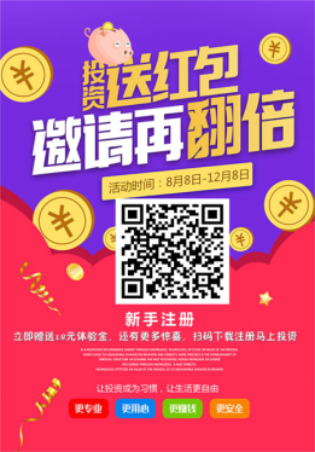 投资送红包
邀请再翻倍
活动时间：8月8日-12月8日
新手注册
立即赠送10元体验金，还有更多惊喜，扫码下载注册马上投资
让投资成为习惯，让生活更自由
更专业
更用心
更赚钱
更安全